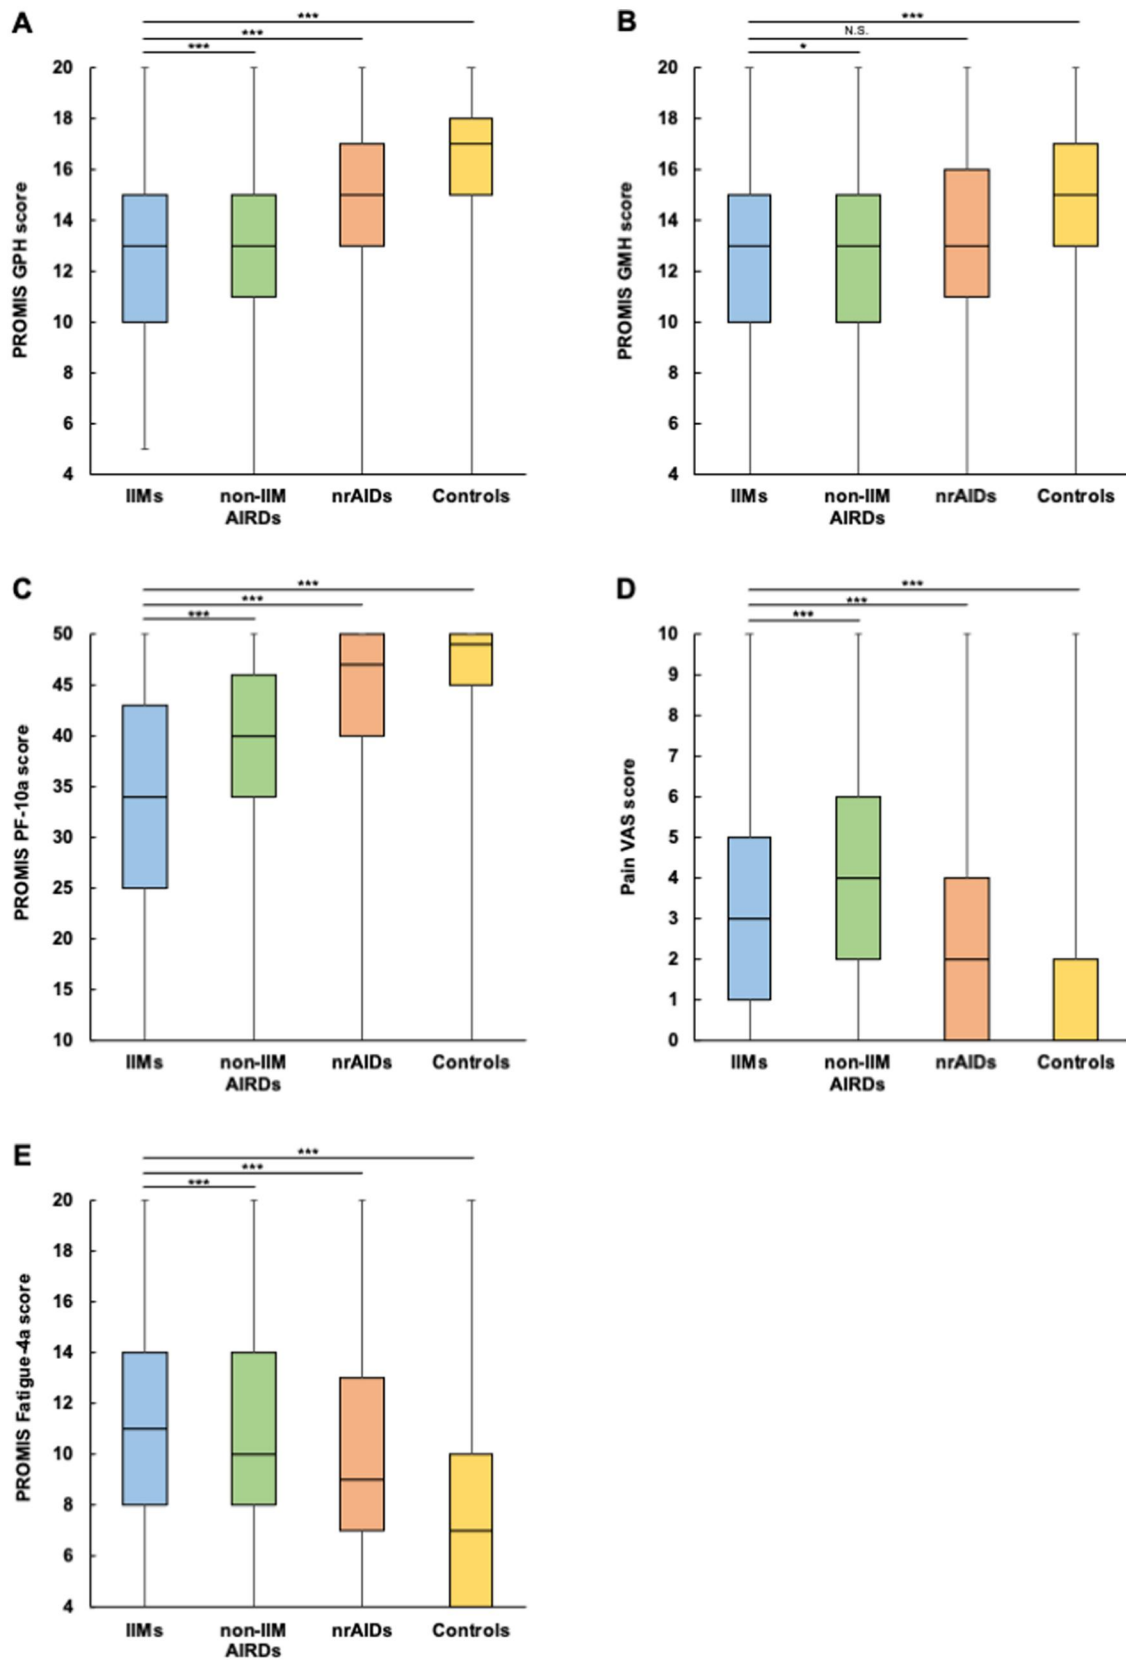 A
***
***
***
PROMIS GPH score
20
18
16
14
12
10
8
6
4
IIMs
non-IIM AIRDs
nrAIDs
Controls
B
***
N.S.
*
PROMIS GMH score
20
18
16
14
12
10
8
6
4
IIMs
non-IIM AIRDs
nrAIDs
Controls
C
***
***
***
PROMIS PF-10a score
50
45
40
35
30
25
20
15
10
IIMs
non-IIM AIRDs
nrAIDs
Controls
D
***
***
***
Pain VAS score
10
9
8
7
6
5
4
3
2
1
0
IIMs
non-IIM AIRDs
nrAIDs
Controls
E
***
***
***
PROMIS Fatigue-4a score
20
18
16
14
12
10
8
6
4
IIMs
non-IIM AIRDs
nrAIDs
Controls